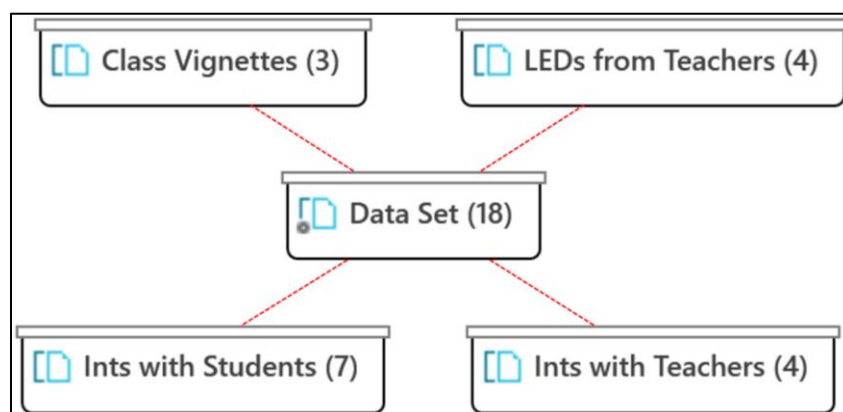 Class Vignettes (3)
LEDs from Teachers (4)
Data Set (18)
Ints with Students (7)
Ints with Teachers (4)